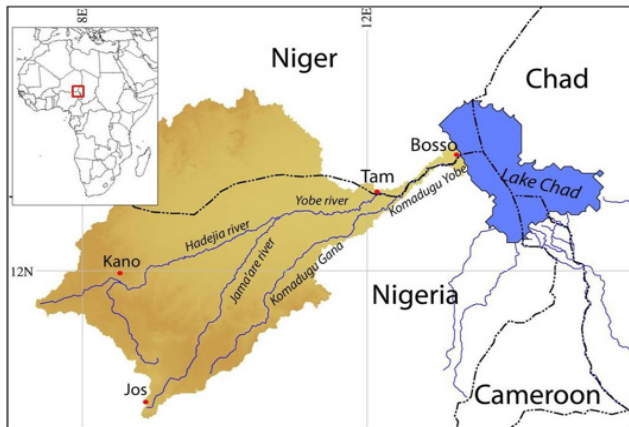 8E
12E
Niger
Chad
Bosso
Tam
Lake Chad
Komadugu Yobe
Yobe river
Hadejia river
Kano
Jama'are river
Komadugu Gana
12N
Nigeria
Jos
Cameroon